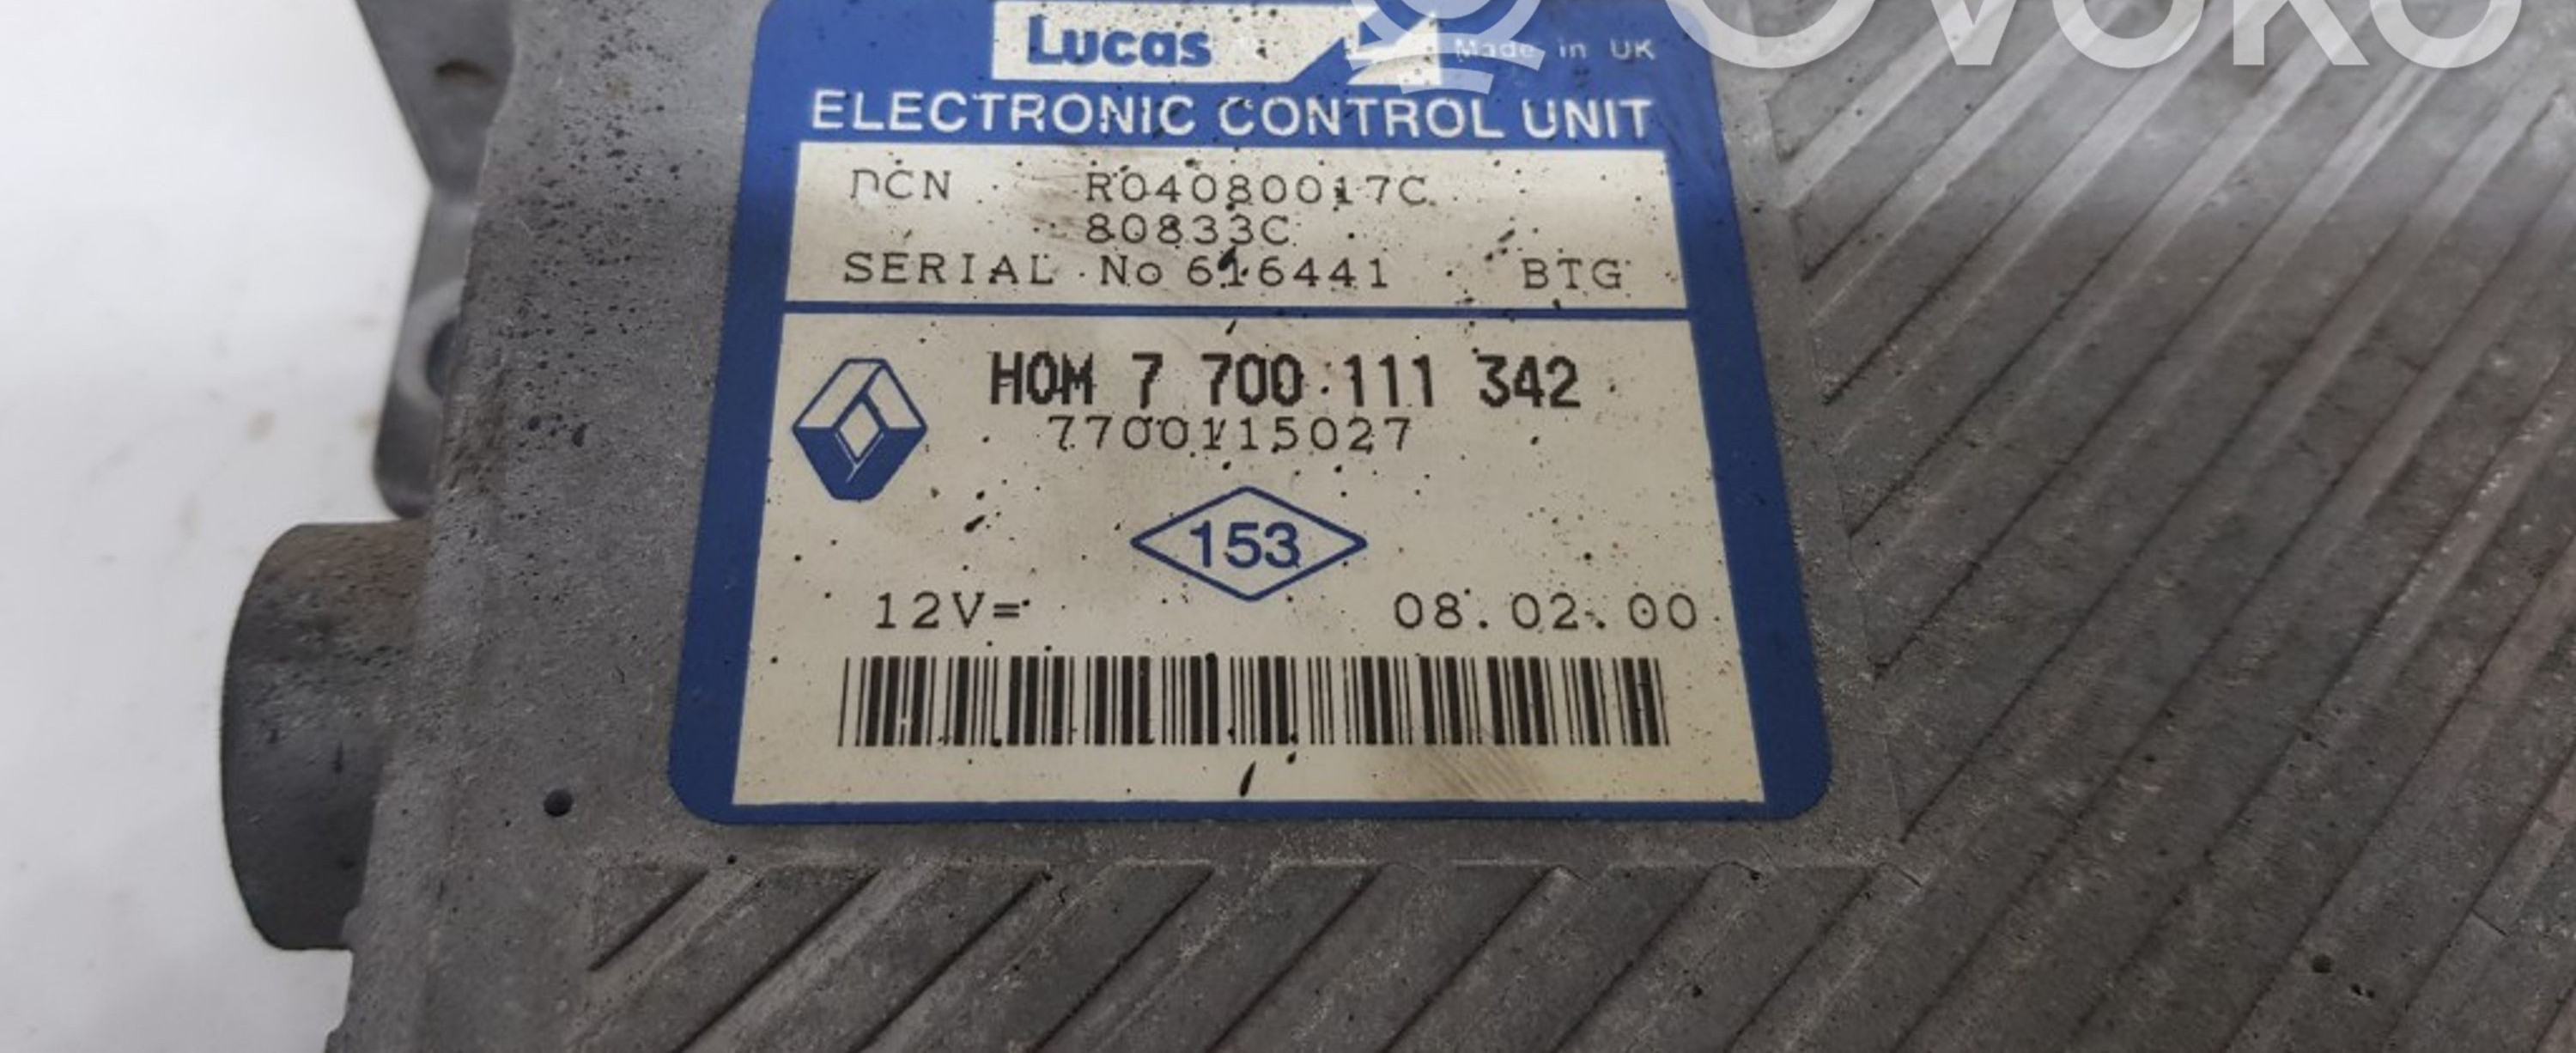 Lucas Made in UK
OVOKO
ELECTRONIC CONTROL UNIT
DCN R04080017C
80833C
SERIAL No 616441 BTG
HOM 7 700 111 342
7700115027
153
12V= 08.02.00